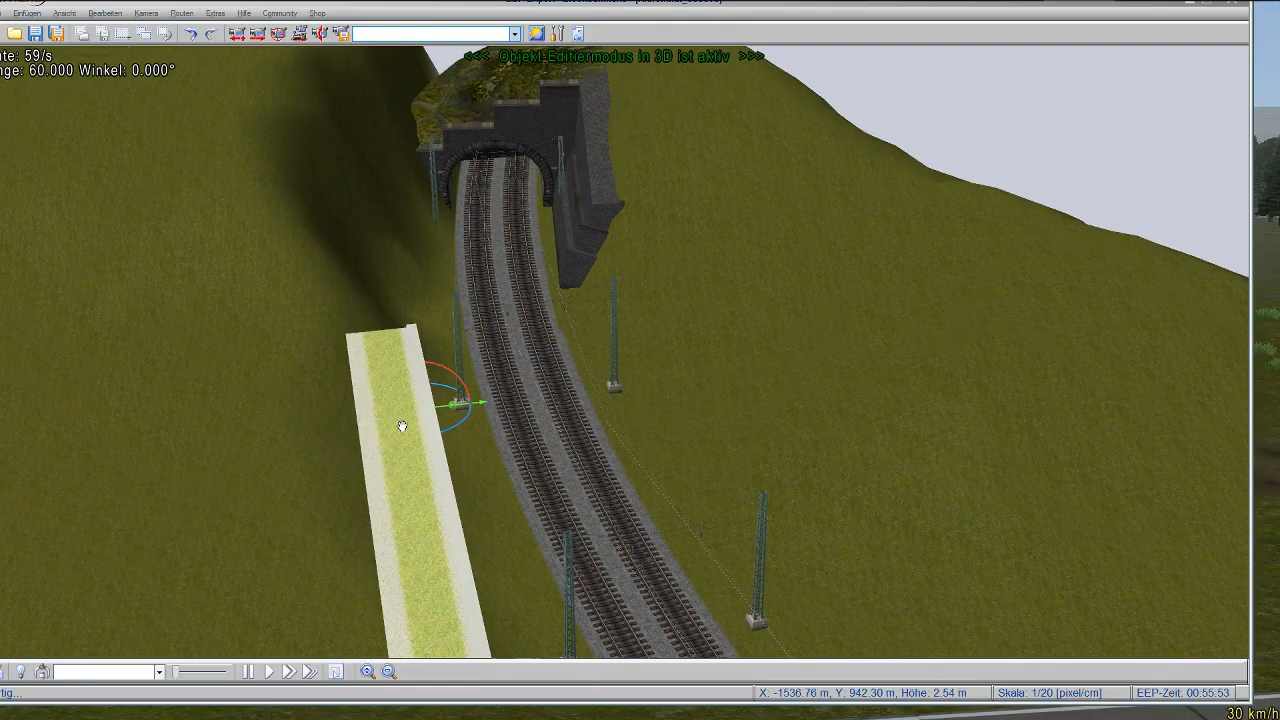 Einfügen Ansicht Bearbeiten Kamera Routen Extras Hilfe Community Shop
<<< Objekt-Editiermodus in 3D ist aktiv >>>
te: 59/s
nge: 60.000 Winkel: 0.000°
rtig...
X: -1536.76 m, Y: 942.30 m, Höhe: 2.54 m
Skala: 1/20 [pixel/cm]
EEP-Zeit: 00:55:53
30 km/h